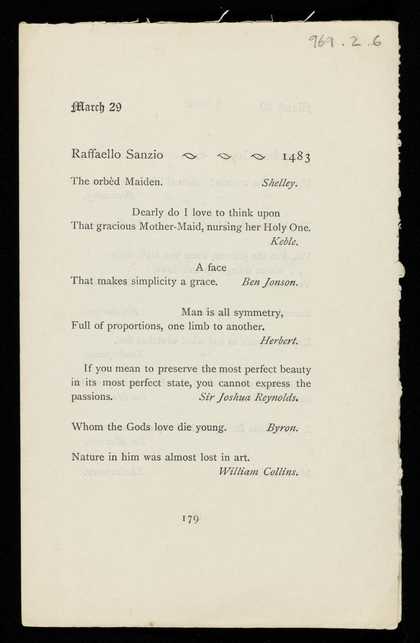 969.2.6
March 29
Raffaello Sanzio 1483
The orbèd Maiden. Shelley.
Dearly do I love to think upon
That gracious Mother-Maid, nursing her Holy One.
Keble.
A face
That makes simplicity a grace. Ben Jonson.
Man is all symmetry,
Full of proportions, one limb to another.
Herbert.
If you mean to preserve the most perfect beauty
in its most perfect state, you cannot express the
passions. Sir Joshua Reynolds.
Whom the Gods love die young. Byron.
Nature in him was almost lost in art.
William Collins.
179